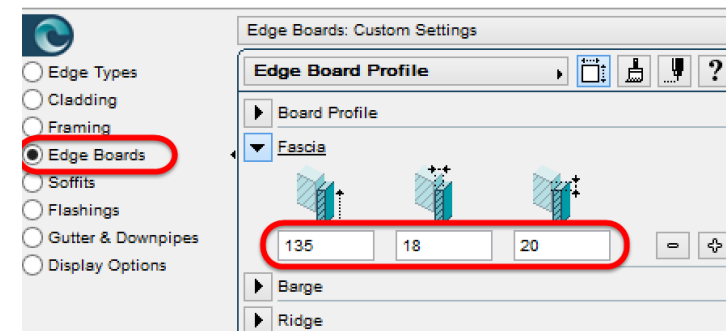 Edge Boards: Custom Settings
Edge Types
Cladding
Framing
Edge Boards
Soffits
Flashings
Gutter & Downpipes
Display Options
Edge Board Profile
?
Board Profile
Fascia
135 18 20
Barge
Ridge